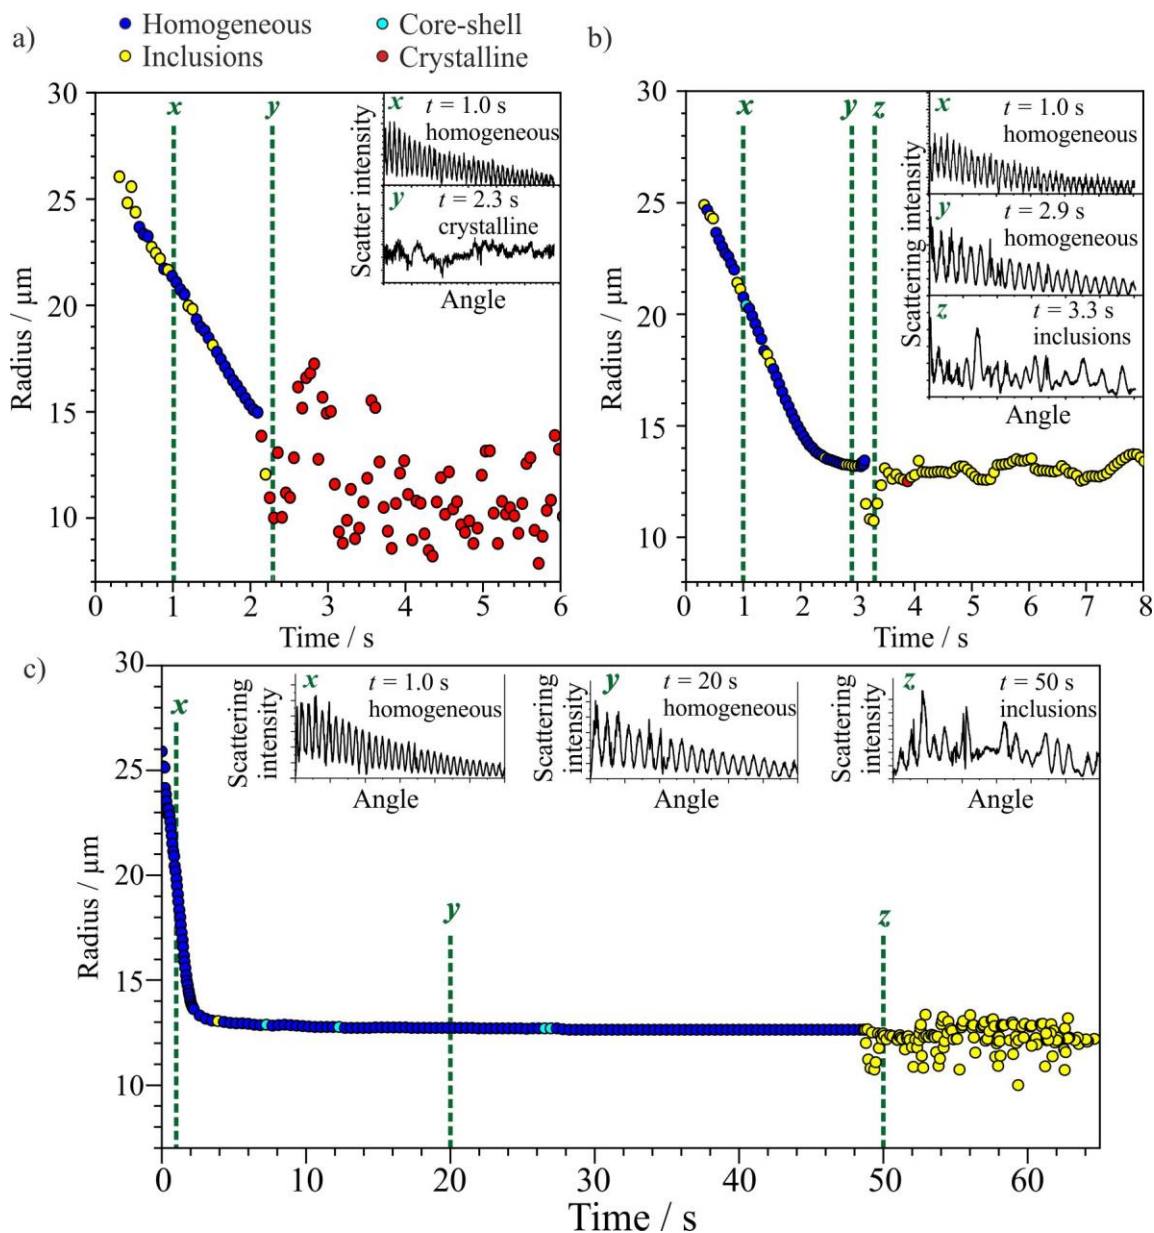 Homogeneous
Core-shell
Inclusions
Crystalline
a)
30
25
20
15
10
Radius / µm
0 1 2 3 4 5 6
Time / s
x
y
Scatter intensity
x
t = 1.0 s
homogeneous
y
t = 2.3 s
crystalline
Angle
b)
30
25
20
15
10
Radius / µm
0 1 2 3 4 5 6 7 8
Time / s
x
y
z
Scattering intensity
x
t = 1.0 s
homogeneous
y
t = 2.9 s
homogeneous
z
t = 3.3 s
inclusions
Angle
c)
30
25
20
15
10
Radius / µm
0 10 20 30 40 50 60
Time / s
x
y
z
Scattering
intensity
x
t = 1.0 s
homogeneous
Angle
Scattering
intensity
y
t = 20 s
homogeneous
Angle
Scattering
intensity
z
t = 50 s
inclusions
Angle